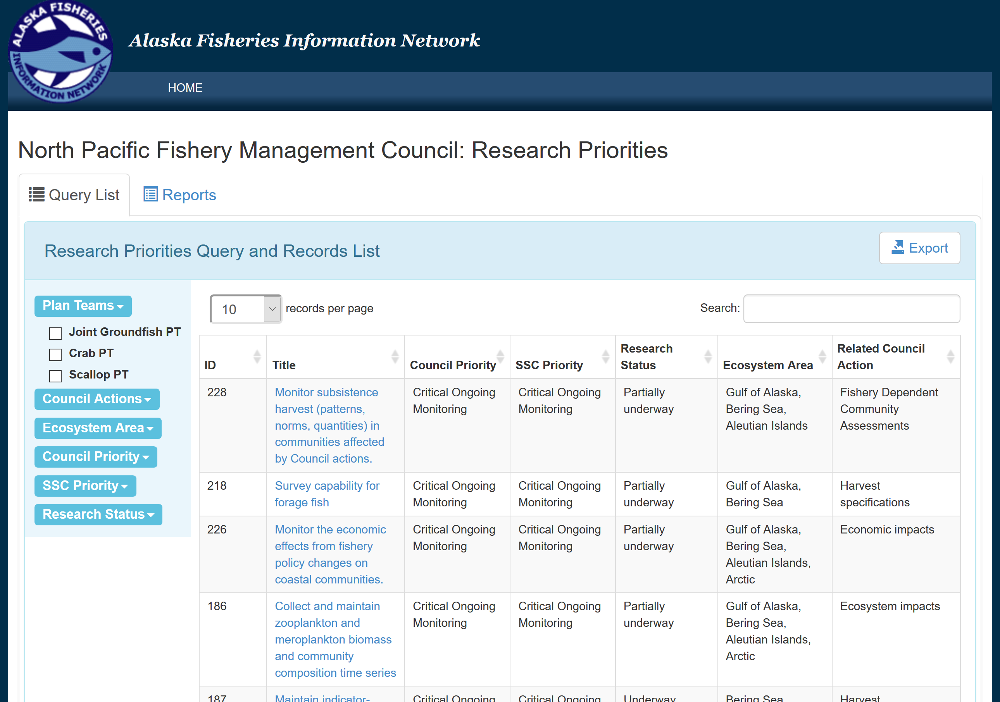 ALASKA FISHERIES
INFORMATION NETWORK
Alaska Fisheries Information Network
HOME
North Pacific Fishery Management Council: Research Priorities
Query List
Reports
Research Priorities Query and Records List
Export
Plan Teams
Joint Groundfish PT
Crab PT
Scallop PT
Council Actions
Ecosystem Area
Council Priority
SSC Priority
Research Status
10 records per page
Search:
ID
Title
Council Priority
SSC Priority
Research
Status
Ecosystem Area
Related Council
Action
228
Monitor subsistence
harvest (patterns,
norms, quantities) in
communities affected
by Council actions.
Critical Ongoing
Monitoring
Critical Ongoing
Monitoring
Partially
underway
Gulf of Alaska,
Bering Sea,
Aleutian Islands
Fishery Dependent
Community
Assessments
218
Survey capability for
forage fish
Critical Ongoing
Monitoring
Critical Ongoing
Monitoring
Partially
underway
Gulf of Alaska,
Bering Sea
Harvest
specifications
226
Monitor the economic
effects from fishery
policy changes on
coastal communities.
Critical Ongoing
Monitoring
Critical Ongoing
Monitoring
Partially
underway
Gulf of Alaska,
Bering Sea,
Aleutian Islands,
Arctic
Economic impacts
186
Collect and maintain
zooplankton and
meroplankton biomass
and community
composition time series
Critical Ongoing
Monitoring
Critical Ongoing
Monitoring
Partially
underway
Gulf of Alaska,
Bering Sea,
Aleutian Islands,
Arctic
Ecosystem impacts
187
Maintain indicator-
Critical Ongoing
Critical Ongoing
Underway
Bering Sea
Harvest